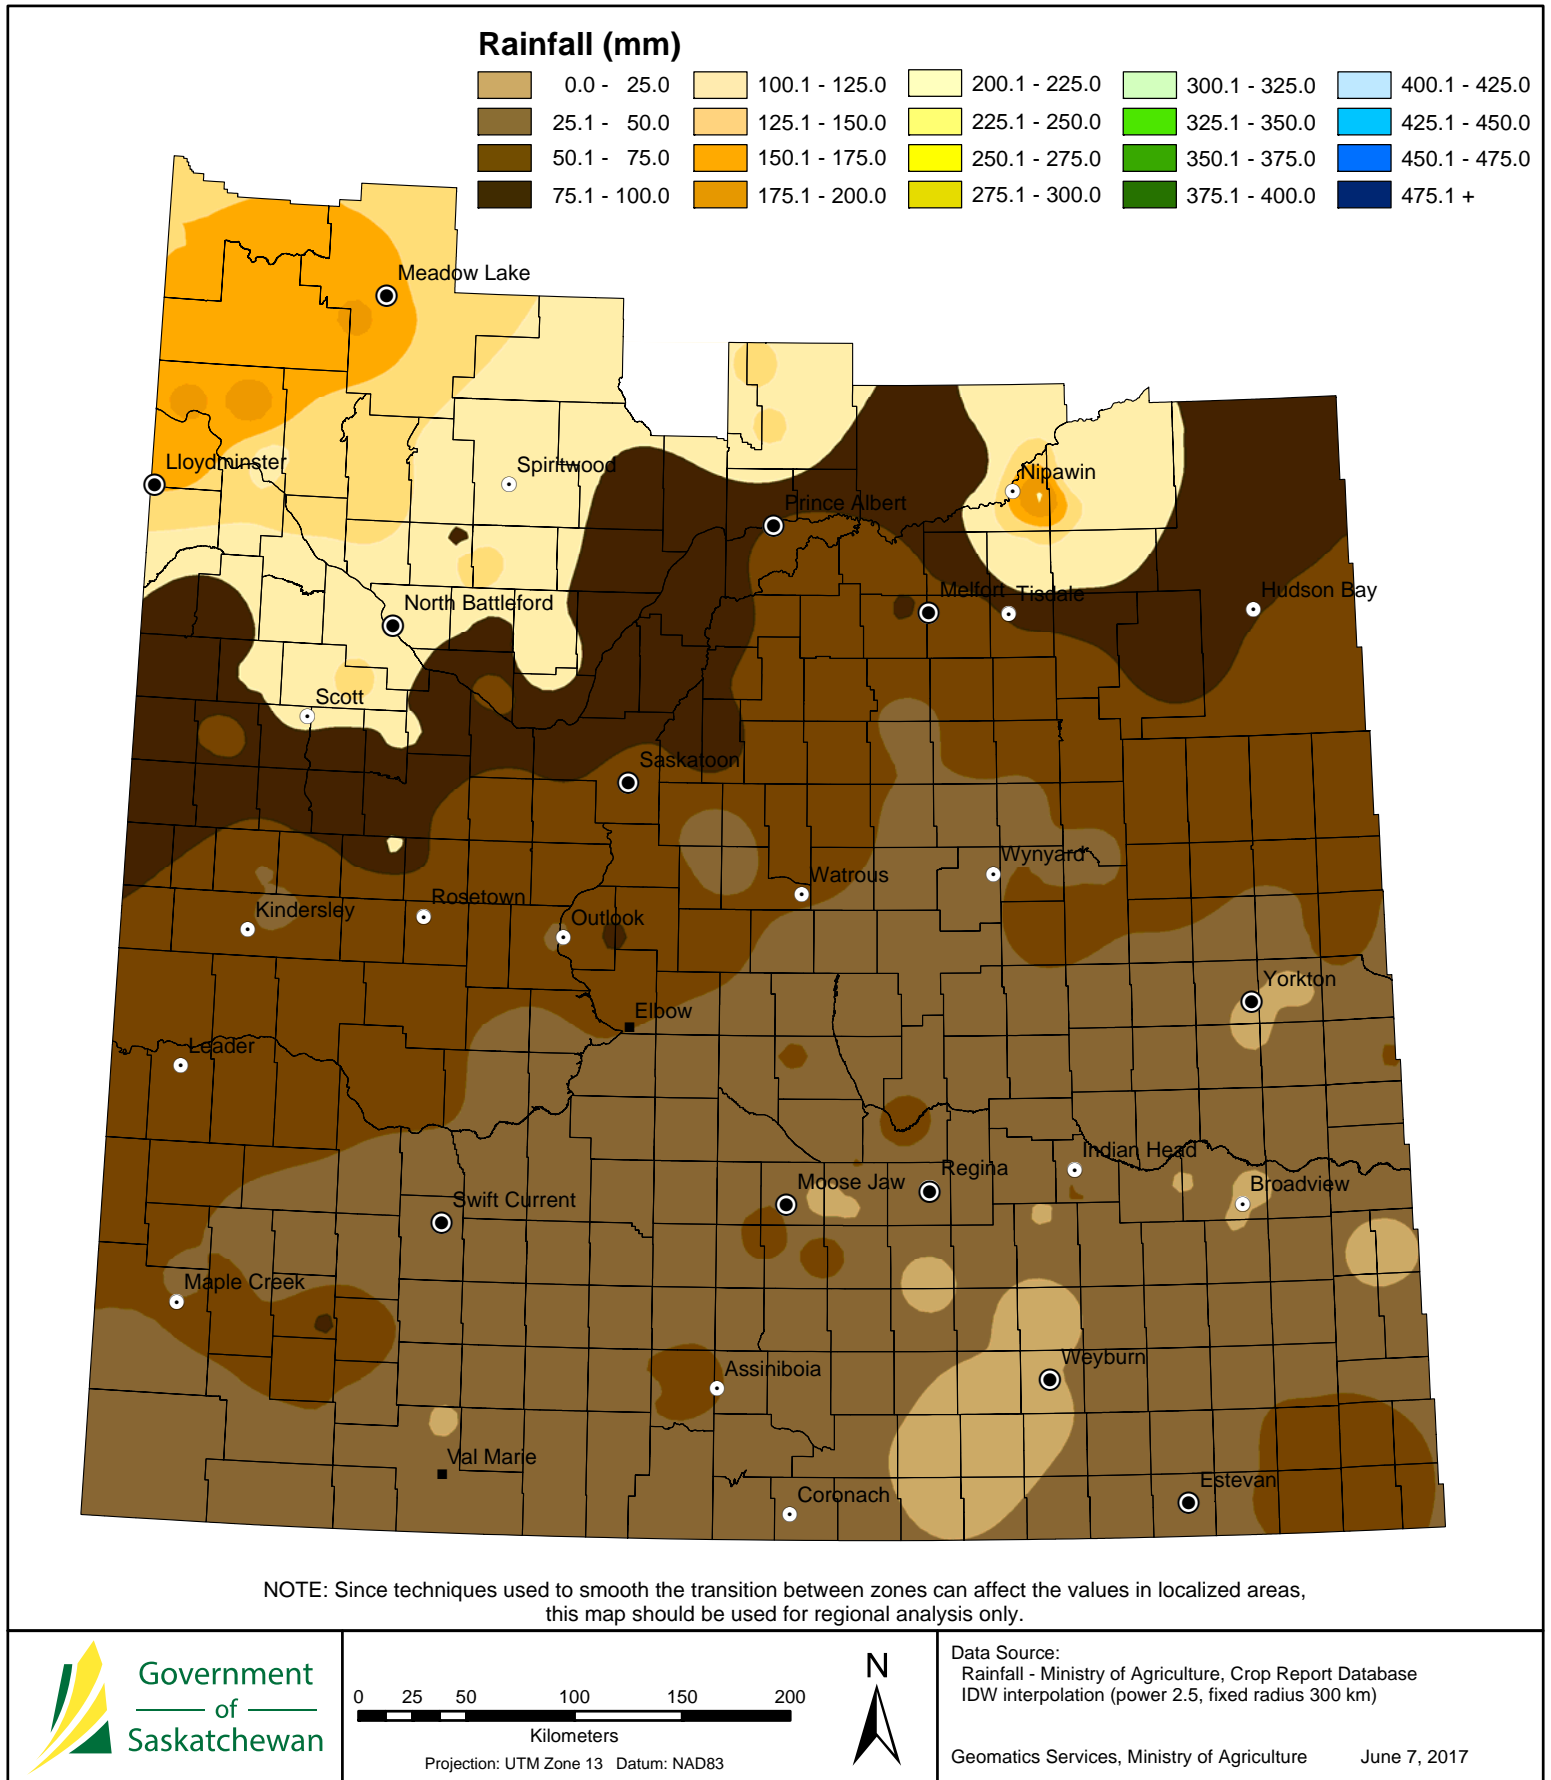 Rainfall (mm)
0.0 - 25.0
25.1 - 50.0
50.1 - 75.0
75.1 - 100.0
100.1 - 125.0
125.1 - 150.0
150.1 - 175.0
175.1 - 200.0
200.1 - 225.0
225.1 - 250.0
250.1 - 275.0
275.1 - 300.0
300.1 - 325.0
325.1 - 350.0
350.1 - 375.0
375.1 - 400.0
400.1 - 425.0
425.1 - 450.0
450.1 - 475.0
475.1 +
Meadow Lake
Lloydminster
Spiritwood
Nipawin
Prince Albert
Melfort
Tisdale
Hudson Bay
North Battleford
Scott
Saskatoon
Wynyard
Watrous
Rosetown
Kindersley
Outlook
Yorkton
Elbow
Leader
Indian Head
Regina
Moose Jaw
Broadview
Swift Current
Maple Creek
Weyburn
Assiniboia
Val Marie
Estevan
Coronach
NOTE: Since techniques used to smooth the transition between zones can affect the values in localized areas,
this map should be used for regional analysis only.
Government
of
Saskatchewan
0 25 50 100 150 200
Kilometers
Projection: UTM Zone 13 Datum: NAD83
N
Data Source:
Rainfall - Ministry of Agriculture, Crop Report Database
IDW interpolation (power 2.5, fixed radius 300 km)
Geomatics Services, Ministry of Agriculture June 7, 2017